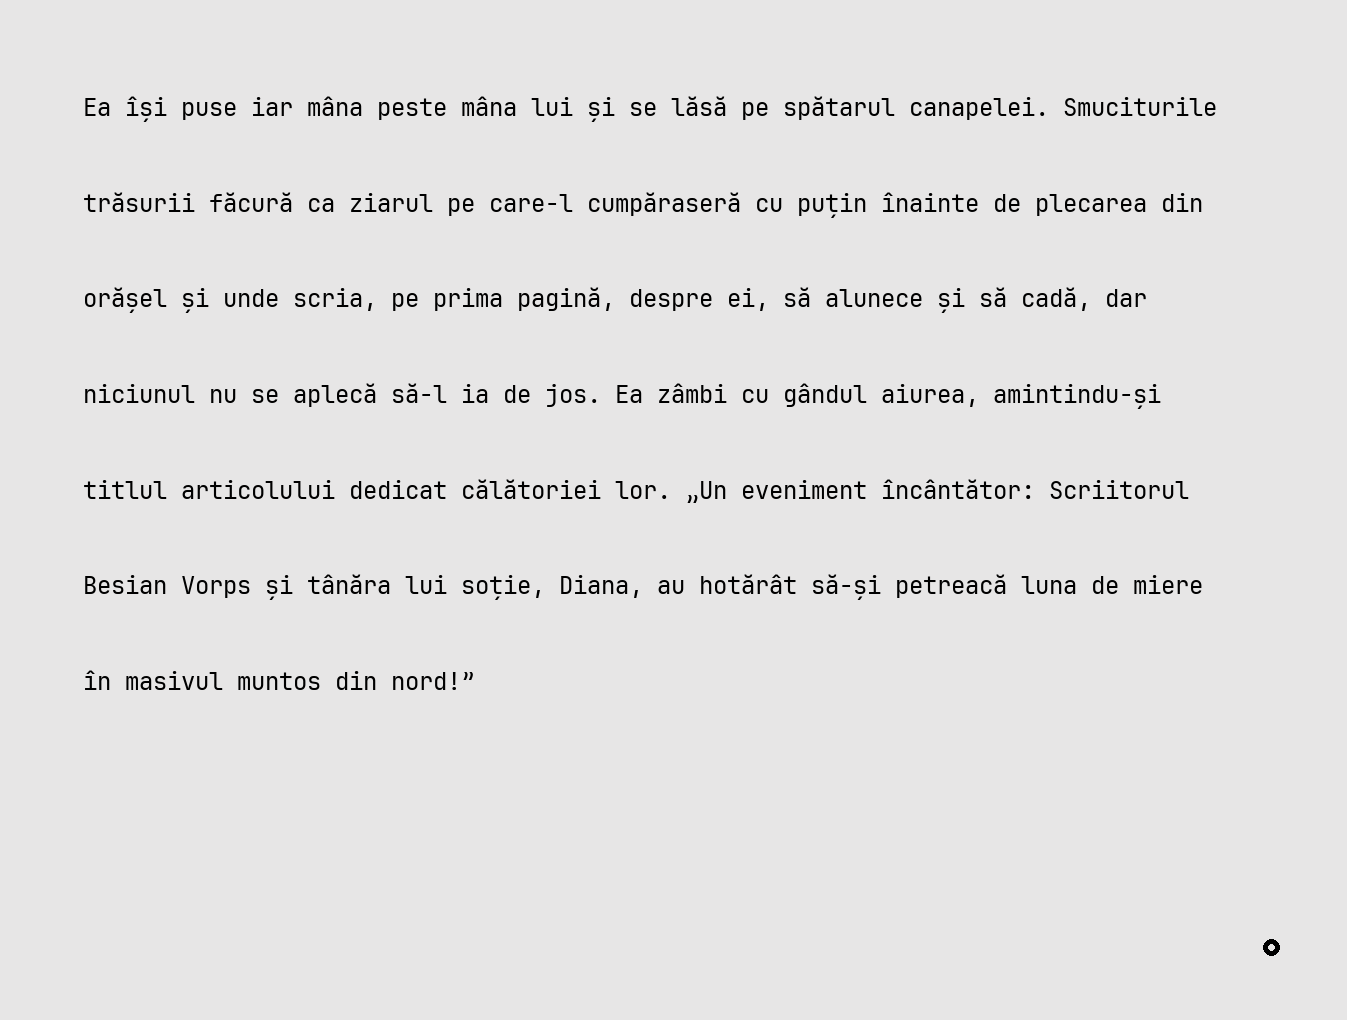 Ea își puse iar mâna peste mâna lui și se lăsă pe spătarul canapelei. Smuciturile
trăsurii făcură ca ziarul pe care-l cumpăraseră cu puțin înainte de plecarea din
orășel și unde scria, pe prima pagină, despre ei, să alunece și să cadă, dar
niciunul nu se aplecă să-l ia de jos. Ea zâmbi cu gândul aiurea, amintindu-și
titlul articolului dedicat călătoriei lor. „Un eveniment încântător: Scriitorul
Besian Vorps și tânăra lui soție, Diana, au hotărât să-și petreacă luna de miere
în masivul muntos din nord!”